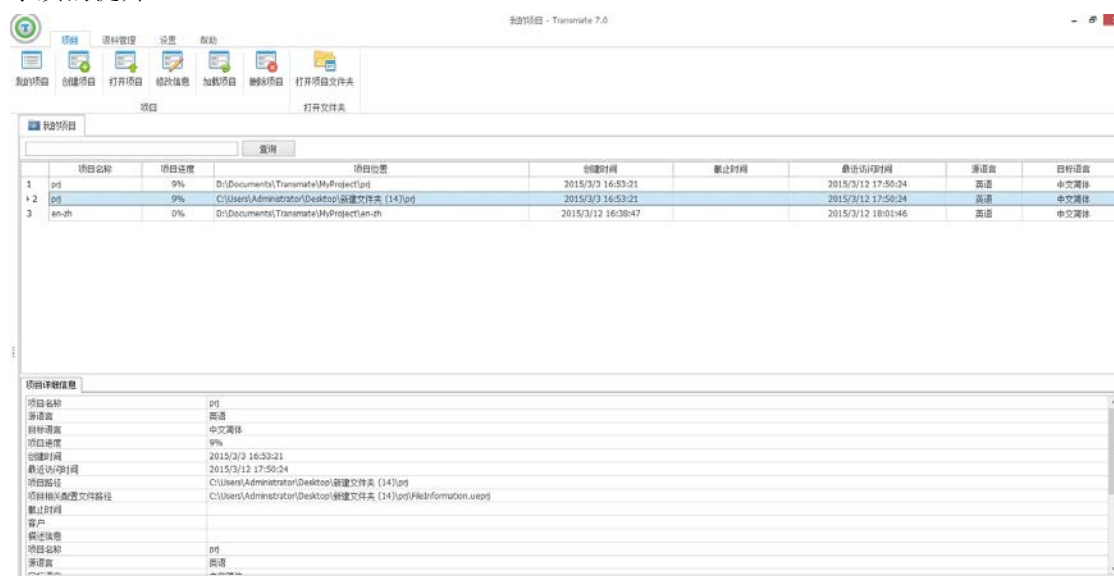 我的项目 - Transmate 7.0
项目 语料管理 设置 帮助
我的项目 创建项目 打开项目 修改信息 加载项目 删除项目 打开项目文件夹
项目 打开文件夹
我的项目
查询
项目名称 项目进度 项目位置 创建时间 截止时间 最近访问时间 源语言 目标语言
1 prj 9% D:\Documents\Transmate\MyProject\prj 2015/3/3 16:53:21 2015/3/12 17:50:24 英语 中文简体
2 prj 9% C:\Users\Administrator\Desktop\新建文件夹 (14)\prj 2015/3/3 16:53:21 2015/3/12 17:50:24 英语 中文简体
3 en-zh 0% D:\Documents\Transmate\MyProject\en-zh 2015/3/12 16:38:47 2015/3/12 18:01:46 英语 中文简体
项目详细信息
项目名称 prj
源语言 英语
目标语言 中文简体
项目进度 9%
创建时间 2015/3/3 16:53:21
最近访问时间 2015/3/12 17:50:24
项目路径 C:\Users\Administrator\Desktop\新建文件夹 (14)\prj
项目相关配置文件路径 C:\Users\Administrator\Desktop\新建文件夹 (14)\prj\FileInformation.ueprj
截止时间
客户
描述信息
项目名称 prj
源语言 英语